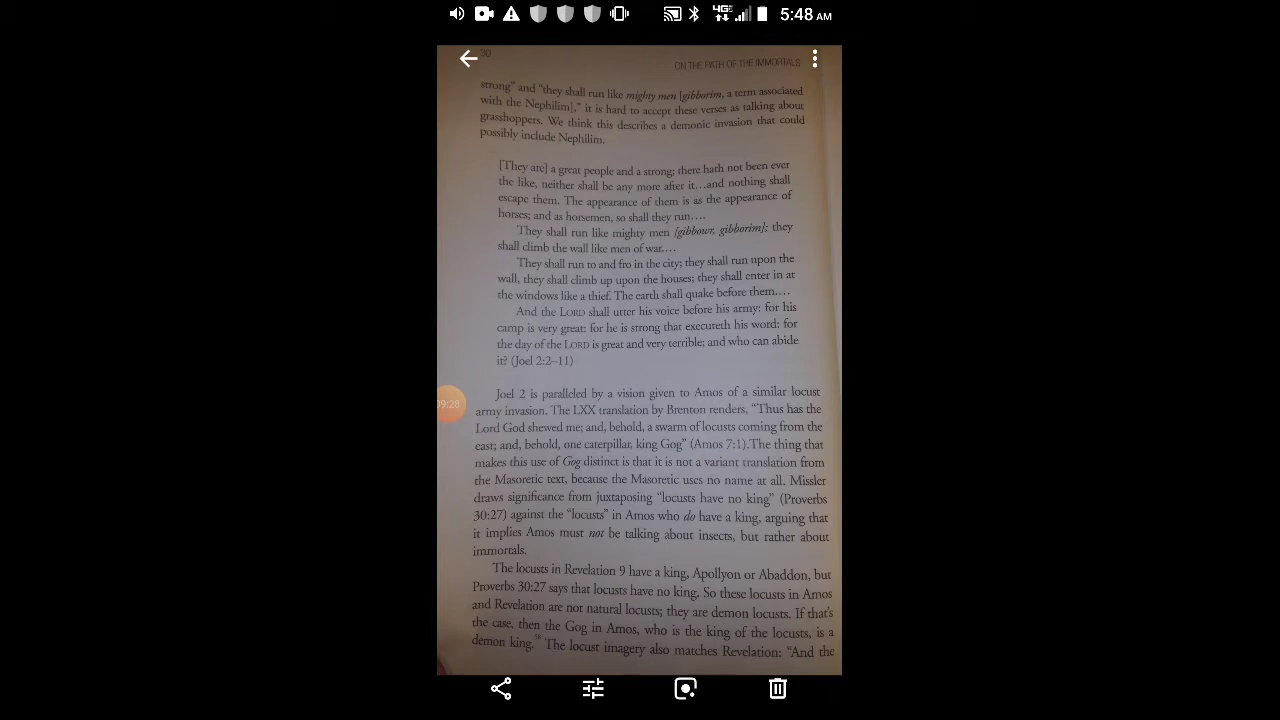 4G 5:48 AM
30
ON THE PATH OF THE IMMORTALS
strong” and “they shall run like mighty men [gibborim, a term associated
with the Nephilim],” it is hard to accept these verses as talking about
grasshoppers. We think this describes a demonic invasion that could
possibly include Nephilim.
[They are] a great people and a strong; there hath not been ever
the like, neither shall be any more after it…and nothing shall
escape them. The appearance of them is as the appearance of
horses; and as horsemen, so shall they run.…
They shall run like mighty men [gibbowr, gibborim]; they
shall climb the wall like men of war.…
They shall run to and fro in the city; they shall run upon the
wall, they shall climb up upon the houses; they shall enter in at
the windows like a thief. The earth shall quake before them.…
And the LORD shall utter his voice before his army: for his
camp is very great: for he is strong that executeth his word: for
the day of the LORD is great and very terrible; and who can abide
it? (Joel 2:2–11)
09:28
Joel 2 is paralleled by a vision given to Amos of a similar locust
army invasion. The LXX translation by Brenton renders, “Thus has the
Lord God shewed me; and, behold, a swarm of locusts coming from the
east; and, behold, one caterpillar, king Gog” (Amos 7:1).The thing that
makes this use of Gog distinct is that it is not a variant translation from
the Masoretic text, because the Masoretic uses no name at all. Missler
draws significance from juxtaposing “locusts have no king” (Proverbs
30:27) against the “locusts” in Amos who do have a king, arguing that
it implies Amos must not be talking about insects, but rather about
immortals.
The locusts in Revelation 9 have a king, Apollyon or Abaddon, but
Proverbs 30:27 says that locusts have no king. So these locusts in Amos
and Revelation are not natural locusts; they are demon locusts. If that’s
the case, then the Gog in Amos, who is the king of the locusts, is a
demon king. The locust imagery also matches Revelation: “And the